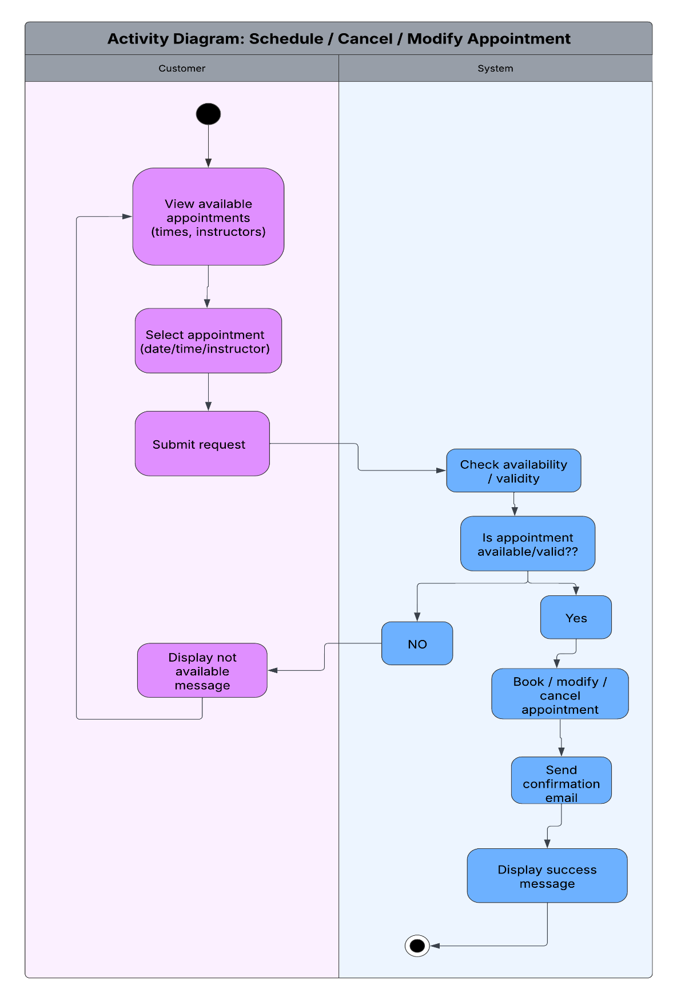 Activity Diagram: Schedule / Cancel / Modify Appointment
Customer
System
View available
appointments
(times, instructors)
Select appointment
(date/time/instructor)
Submit request
Check availability
/ validity
Is appointment
available/valid??
Yes
NO
Display not
available
message
Book / modify /
cancel
appointment
Send
confirmation
email
Display success
message